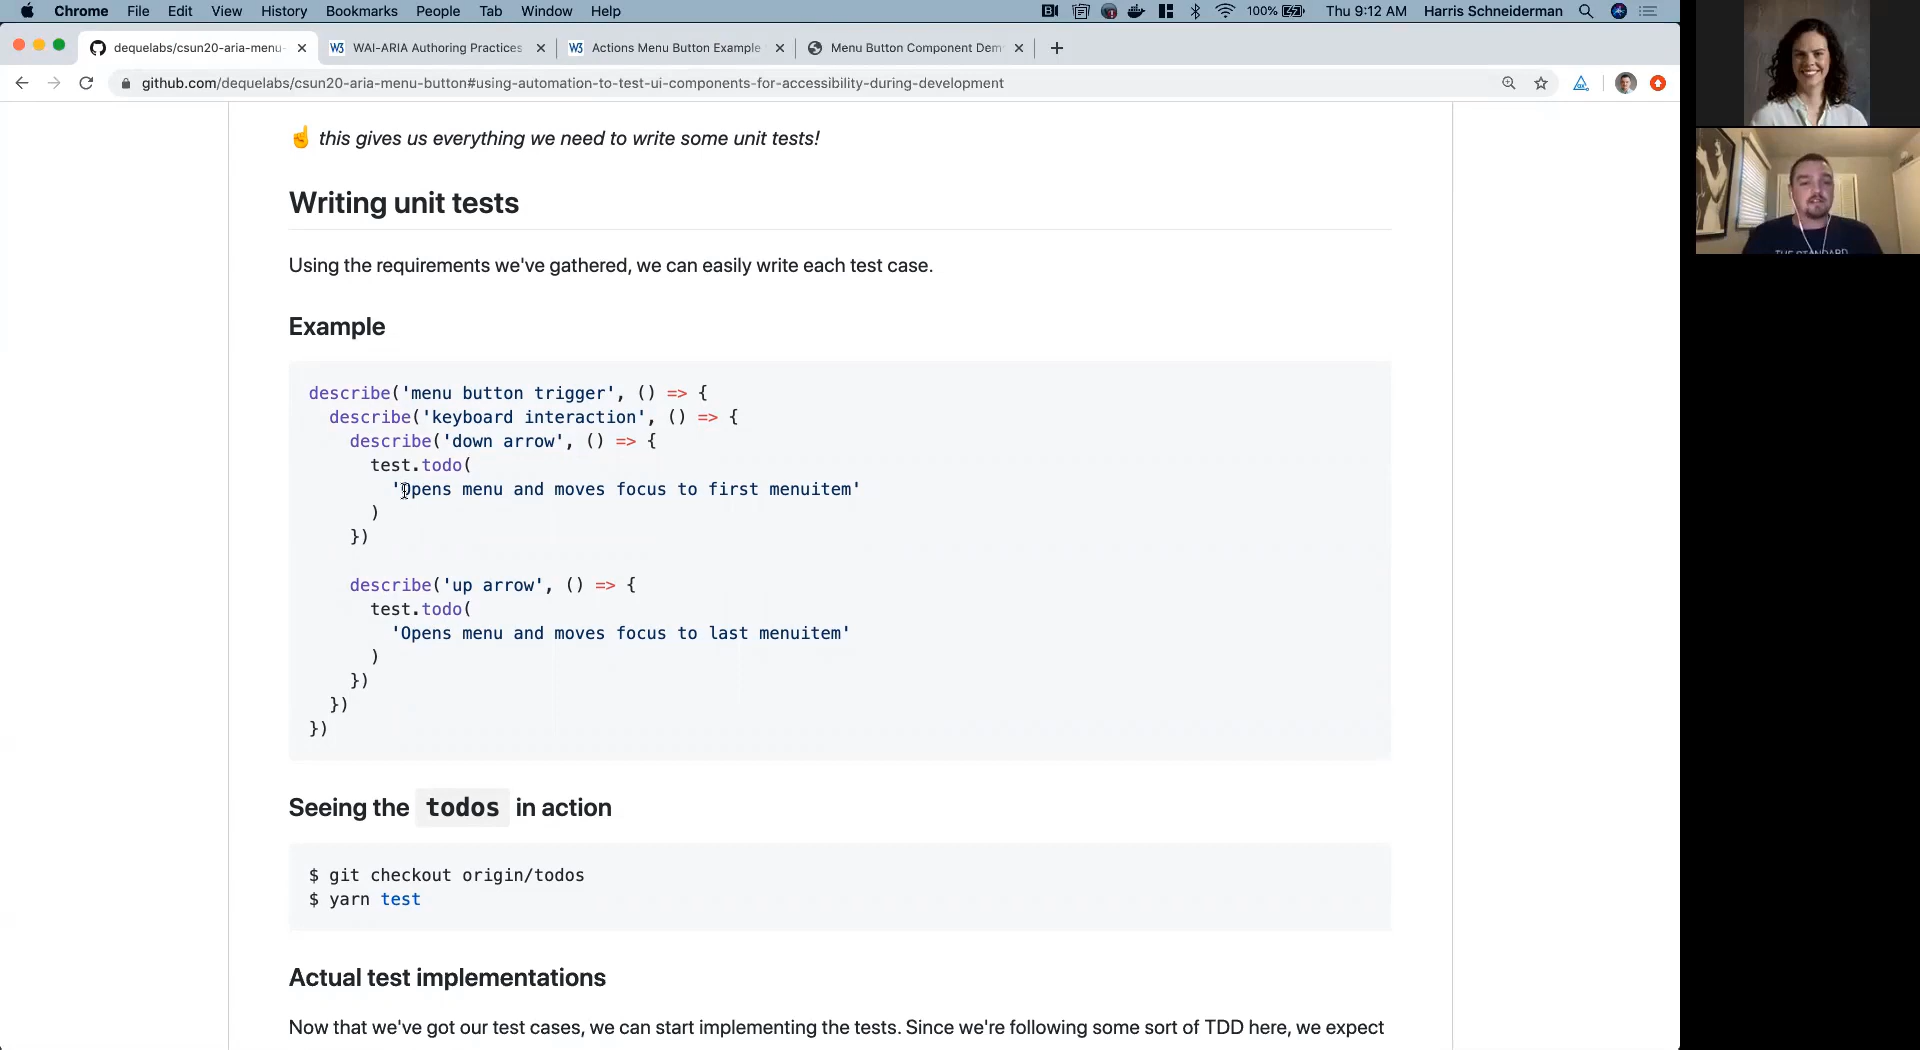 Chrome File Edit View History Bookmarks People Tab Window Help 100% Thu 9:12 AM Harris Schneiderman
dequelabs/csun20-aria-menu- WAI-ARIA Authoring Practices Actions Menu Button Example Menu Button Component Dem
github.com/dequelabs/csun20-aria-menu-button#using-automation-to-test-ui-components-for-accessibility-during-development
☝ this gives us everything we need to write some unit tests!
Writing unit tests
Using the requirements we've gathered, we can easily write each test case.
Example
describe('menu button trigger', () => {
describe('keyboard interaction', () => {
describe('down arrow', () => {
test.todo(
'Opens menu and moves focus to first menuitem'
)
})
describe('up arrow', () => {
test.todo(
'Opens menu and moves focus to last menuitem'
)
})
})
})
Seeing the todos in action
$ git checkout origin/todos
$ yarn test
Actual test implementations
Now that we've got our test cases, we can start implementing the tests. Since we're following some sort of TDD here, we expect
THE STANDARD